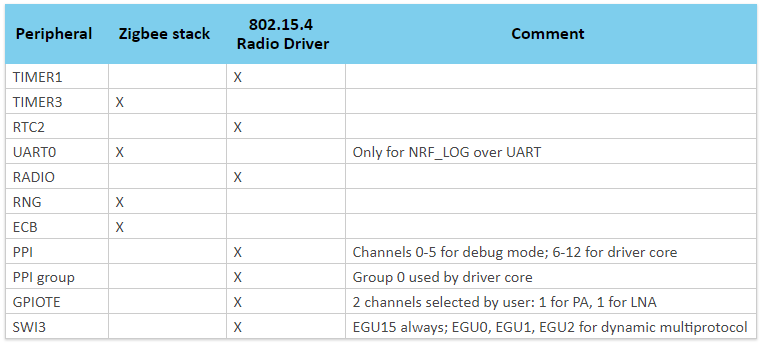 Peripheral Zigbee stack 802.15.4 Radio Driver Comment
TIMER1 X
TIMER3 X
RTC2 X
UART0 X Only for NRF_LOG over UART
RADIO X
RNG X
ECB X
PPI X Channels 0-5 for debug mode; 6-12 for driver core
PPI group X Group 0 used by driver core
GPIOTE X 2 channels selected by user: 1 for PA, 1 for LNA
SWI3 X EGU15 always; EGU0, EGU1, EGU2 for dynamic multiprotocol